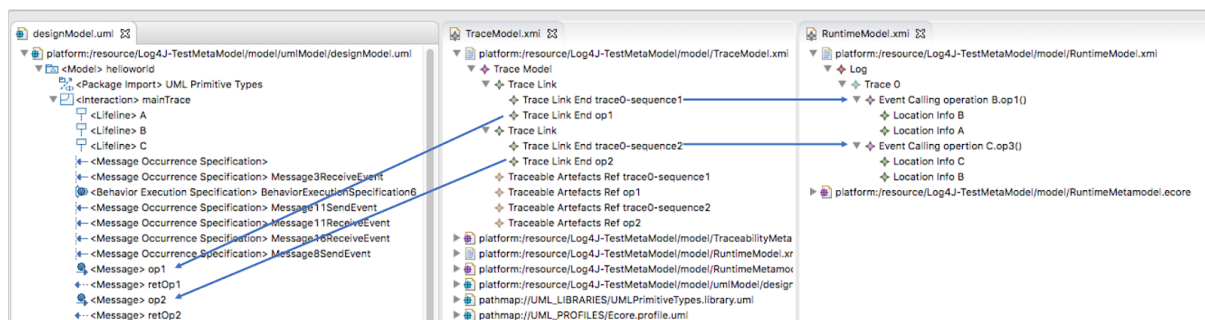 designModel.uml
platform:/resource/Log4J-TestMetaModel/model/umlModel/designModel.uml
<Model> helloworld
<Package Import> UML Primitive Types
<Interaction> mainTrace
<Lifeline> A
<Lifeline> B
<Lifeline> C
<Message Occurrence Specification>
<Message Occurrence Specification> Message3ReceiveEvent
<Behavior Execution Specification> BehaviorExecutionSpecification6
<Message Occurrence Specification> Message11SendEvent
<Message Occurrence Specification> Message11ReceiveEvent
<Message Occurrence Specification> Message16ReceiveEvent
<Message Occurrence Specification> Message8SendEvent
<Message> op1
<Message> retOp1
<Message> op2
<Message> retOp2
TraceModel.xmi
platform:/resource/Log4J-TestMetaModel/model/TraceModel.xmi
Trace Model
Trace Link
Trace Link End trace0-sequence1
Trace Link End op1
Trace Link
Trace Link End trace0-sequence2
Trace Link End op2
Traceable Artefacts Ref trace0-sequence1
Traceable Artefacts Ref op1
Traceable Artefacts Ref trace0-sequence2
Traceable Artefacts Ref op2
platform:/resource/Log4J-TestMetaModel/model/TraceabilityMeta
platform:/resource/Log4J-TestMetaModel/model/RuntimeModel.xr
platform:/resource/Log4J-TestMetaModel/model/RuntimeMetamoc
platform:/resource/Log4J-TestMetaModel/model/umlModel/design
pathmap://UML_LIBRARIES/UMLPrimitiveTypes.library.uml
pathmap://UML_PROFILES/Ecore.profile.uml
RuntimeModel.xmi
platform:/resource/Log4J-TestMetaModel/model/RuntimeModel.xmi
Log
Trace 0
Event Calling operation B.op1()
Location Info B
Location Info A
Event Calling opertion C.op3()
Location Info C
Location Info B
platform:/resource/Log4J-TestMetaModel/model/RuntimeMetamodel.ecore